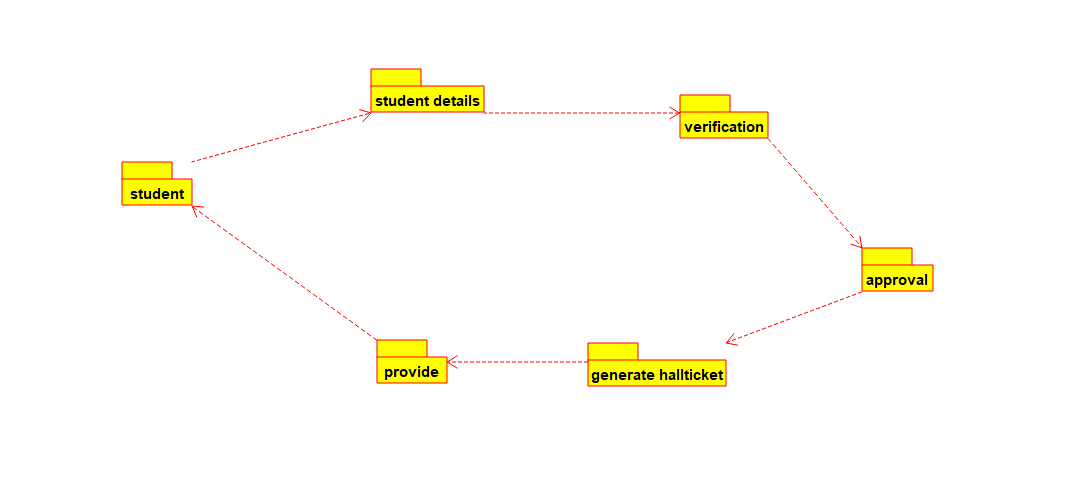 student details
verification
student
approval
provide
generate hallticket